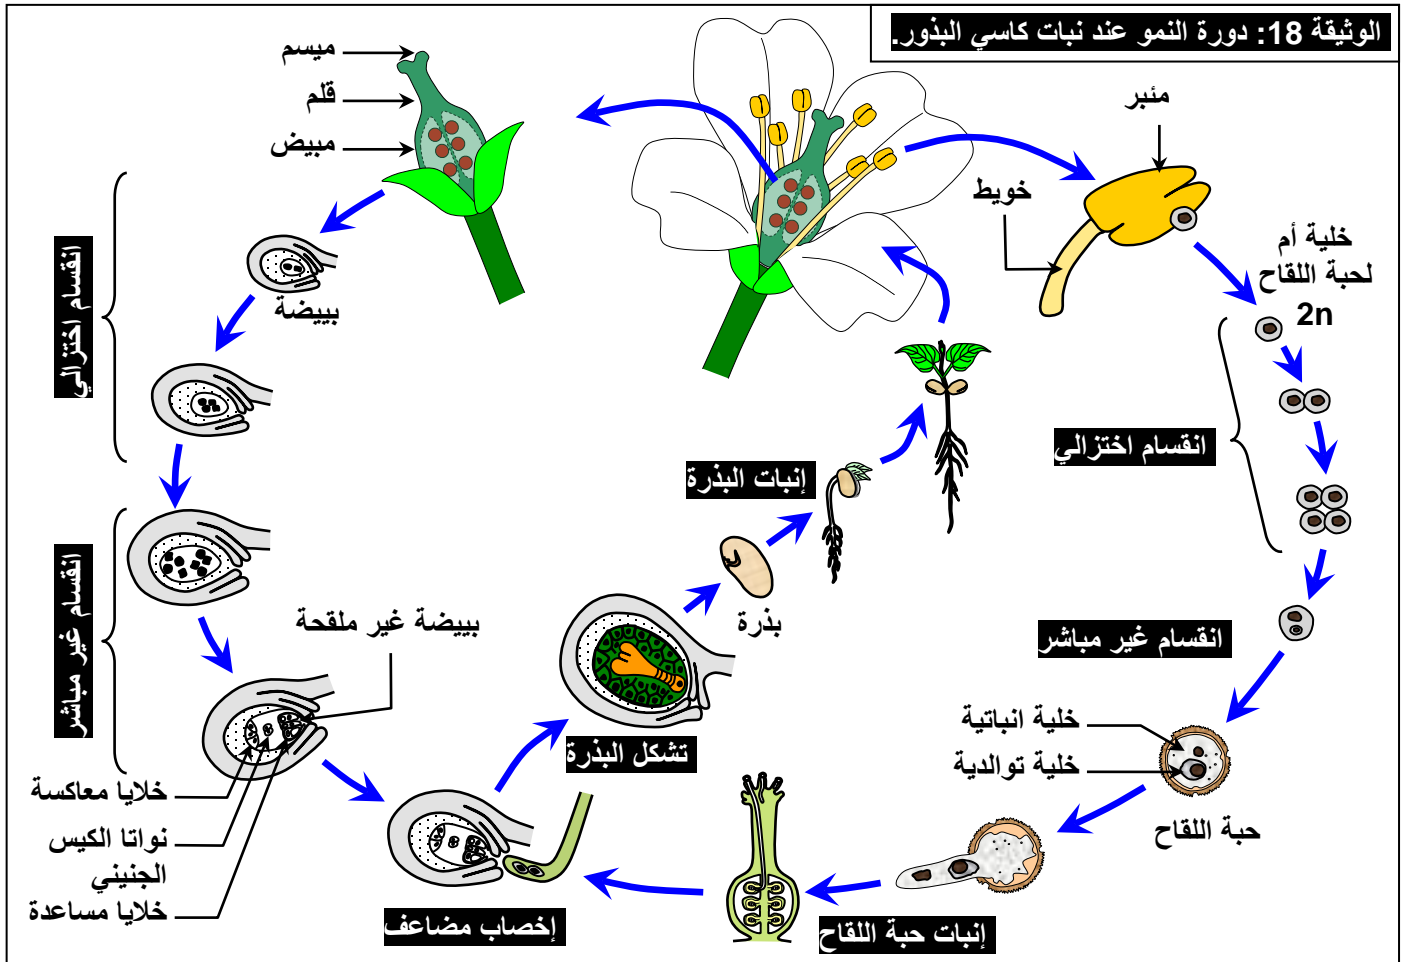 الوثيقة 18: دورة النمو عند نبات كاسي البذور.
ميسم
قلم
مبيض
مئبر
خويط
خلية أم
لحبة اللقاح
2n
انقسام اختزالي
بييضة
انقسام اختزالي
إنبات البذرة
انقسام غير مباشر
بييضة غير ملقحة
بذرة
انقسام غير مباشر
خلية انباتية
خلية توالدية
حبة اللقاح
تشكل البذرة
خلايا معاكسة
نواتا الكيس
الجنيني
خلايا مساعدة
إخصاب مضاعف
إنبات حبة اللقاح